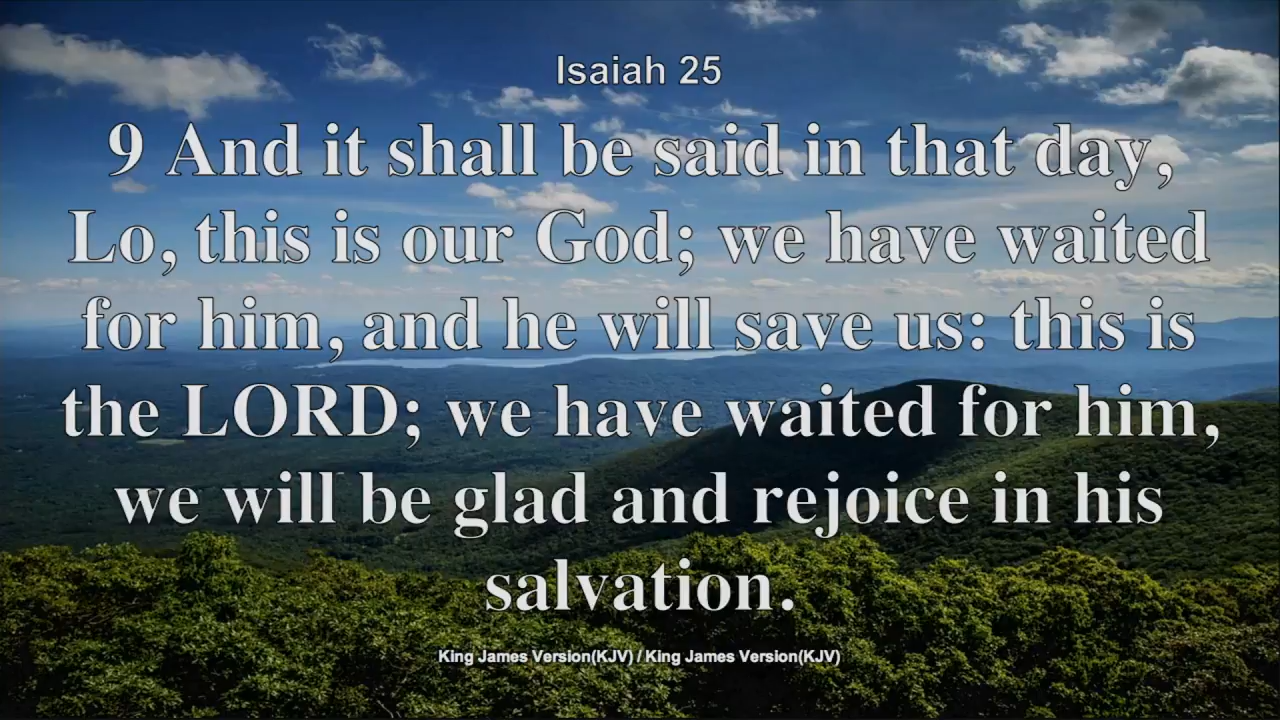 Isaiah 25
9 And it shall be said in that day,
Lo, this is our God; we have waited
for him, and he will save us: this is
the LORD; we have waited for him,
we will be glad and rejoice in his
salvation.
King James Version(KJV) / King James Version(KJV)